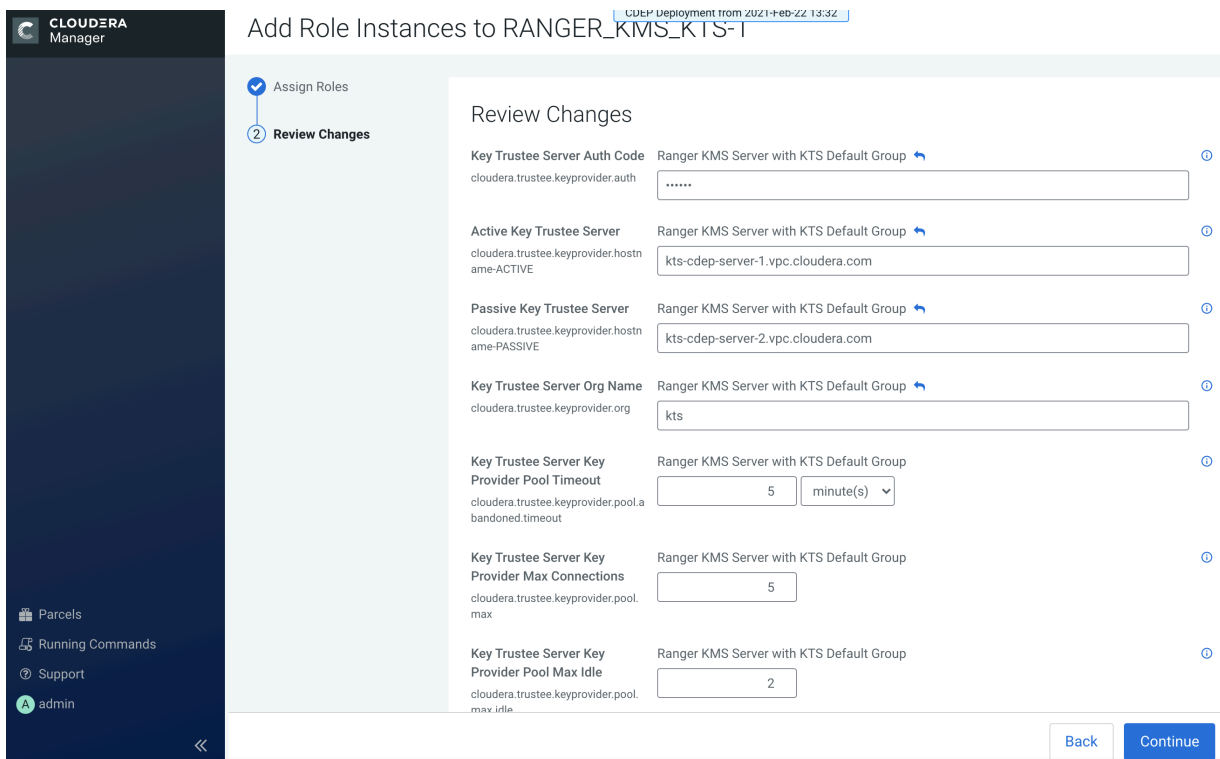 CLOUDERA
Manager
CDEP Deployment from 2021-Feb-22 13:32
Add Role Instances to RANGER_KMS_KTS-1
Assign Roles
2 Review Changes
Review Changes
Key Trustee Server Auth Code
cloudera.trustee.keyprovider.auth
Ranger KMS Server with KTS Default Group
••••••
Active Key Trustee Server
cloudera.trustee.keyprovider.hostn
ame-ACTIVE
Ranger KMS Server with KTS Default Group
kts-cdep-server-1.vpc.cloudera.com
Passive Key Trustee Server
cloudera.trustee.keyprovider.hostn
ame-PASSIVE
Ranger KMS Server with KTS Default Group
kts-cdep-server-2.vpc.cloudera.com
Key Trustee Server Org Name
cloudera.trustee.keyprovider.org
Ranger KMS Server with KTS Default Group
kts
Key Trustee Server Key
Provider Pool Timeout
cloudera.trustee.keyprovider.pool.a
bandoned.timeout
Ranger KMS Server with KTS Default Group
5 minute(s)
Key Trustee Server Key
Provider Max Connections
cloudera.trustee.keyprovider.pool.
max
Ranger KMS Server with KTS Default Group
5
Key Trustee Server Key
Provider Pool Max Idle
cloudera.trustee.keyprovider.pool.
max.idle
Ranger KMS Server with KTS Default Group
2
Parcels
Running Commands
Support
A admin
Back
Continue